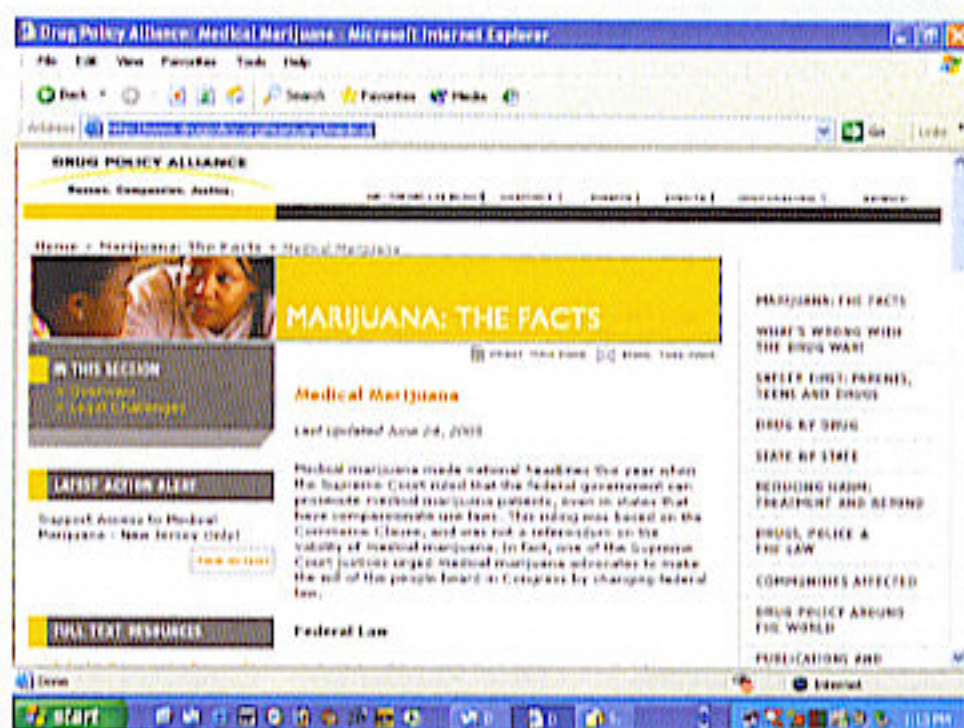 Drug Policy Alliance: Medical Marijuana - Microsoft Internet Explorer
File Edit View Favorites Tools Help
Back Search Favorites Media
Address Go Links
DRUG POLICY ALLIANCE
Reason. Compassion. Justice.
Home > Marijuana: The Facts > Medical Marijuana
MARIJUANA: THE FACTS
IN THIS SECTION
> Overview
> Legal Challenges
Medical Marijuana
Last updated June 24, 2005
Medical marijuana made national headlines this year when
the Supreme Court ruled that the federal government can
prosecute medical marijuana patients, even in states that
have compassionate use laws. This ruling was based on the
Commerce Clause, and was not a referendum on the
validity of medical marijuana. In fact, one of the Supreme
Court Justices urged medical marijuana advocates to make
the will of the people heard in Congress by changing federal
law.
Federal Law
LATEST ACTION ALERT
Support Access to Medical
Marijuana - New Jersey Only!
FULL TEXT RESOURCES
MARIJUANA: THE FACTS
WHAT'S WRONG WITH
THE DRUG WAR?
SAFETY FIRST: PARENTS,
TEENS AND DRUGS
DRUG BY DRUG
STATE BY STATE
REDUCING HARM:
TREATMENT AND BEYOND
DRUGS, POLICE &
THE LAW
COMMUNITIES AFFECTED
DRUG POLICY AROUND
THE WORLD
PUBLICATIONS AND
Done Internet
start